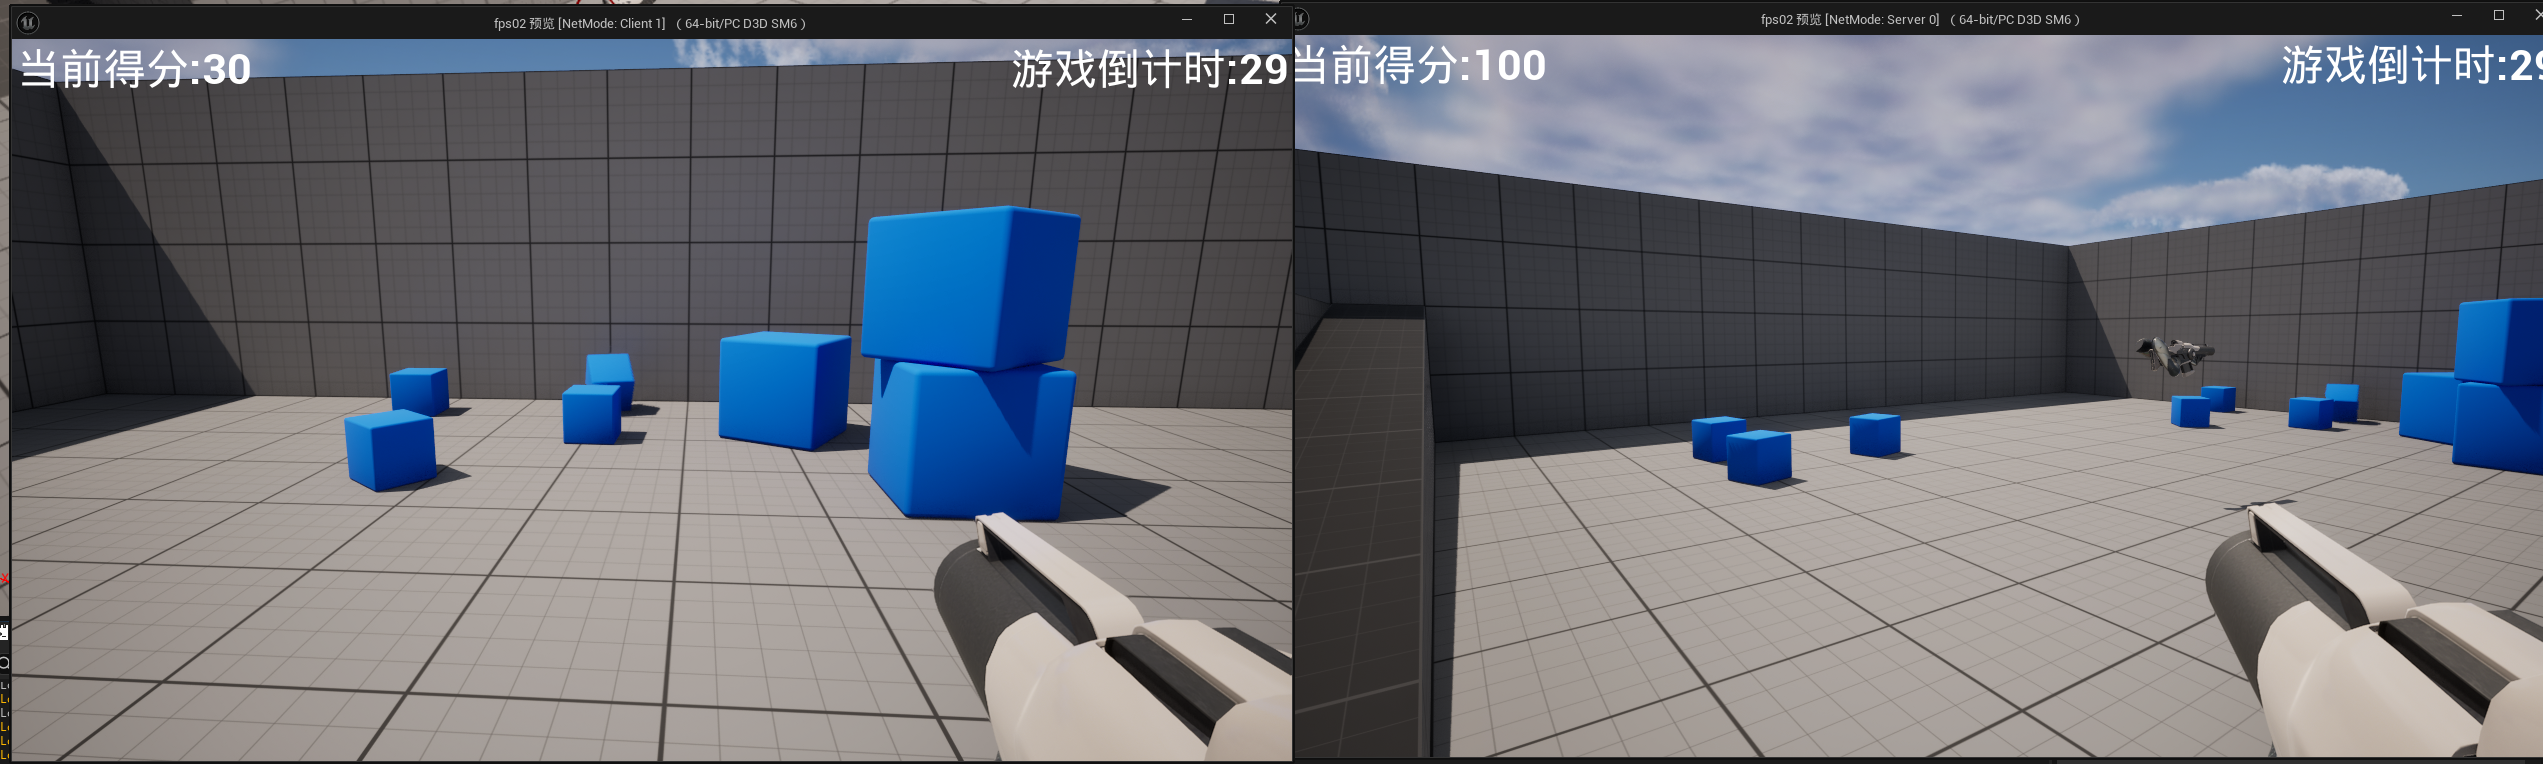 fps02 预览 [NetMode: Client 1] ( 64-bit/PC D3D SM6 )
当前得分:30
游戏倒计时:29
fps02 预览 [NetMode: Server 0] ( 64-bit/PC D3D SM6 )
当前得分:100
游戏倒计时:29